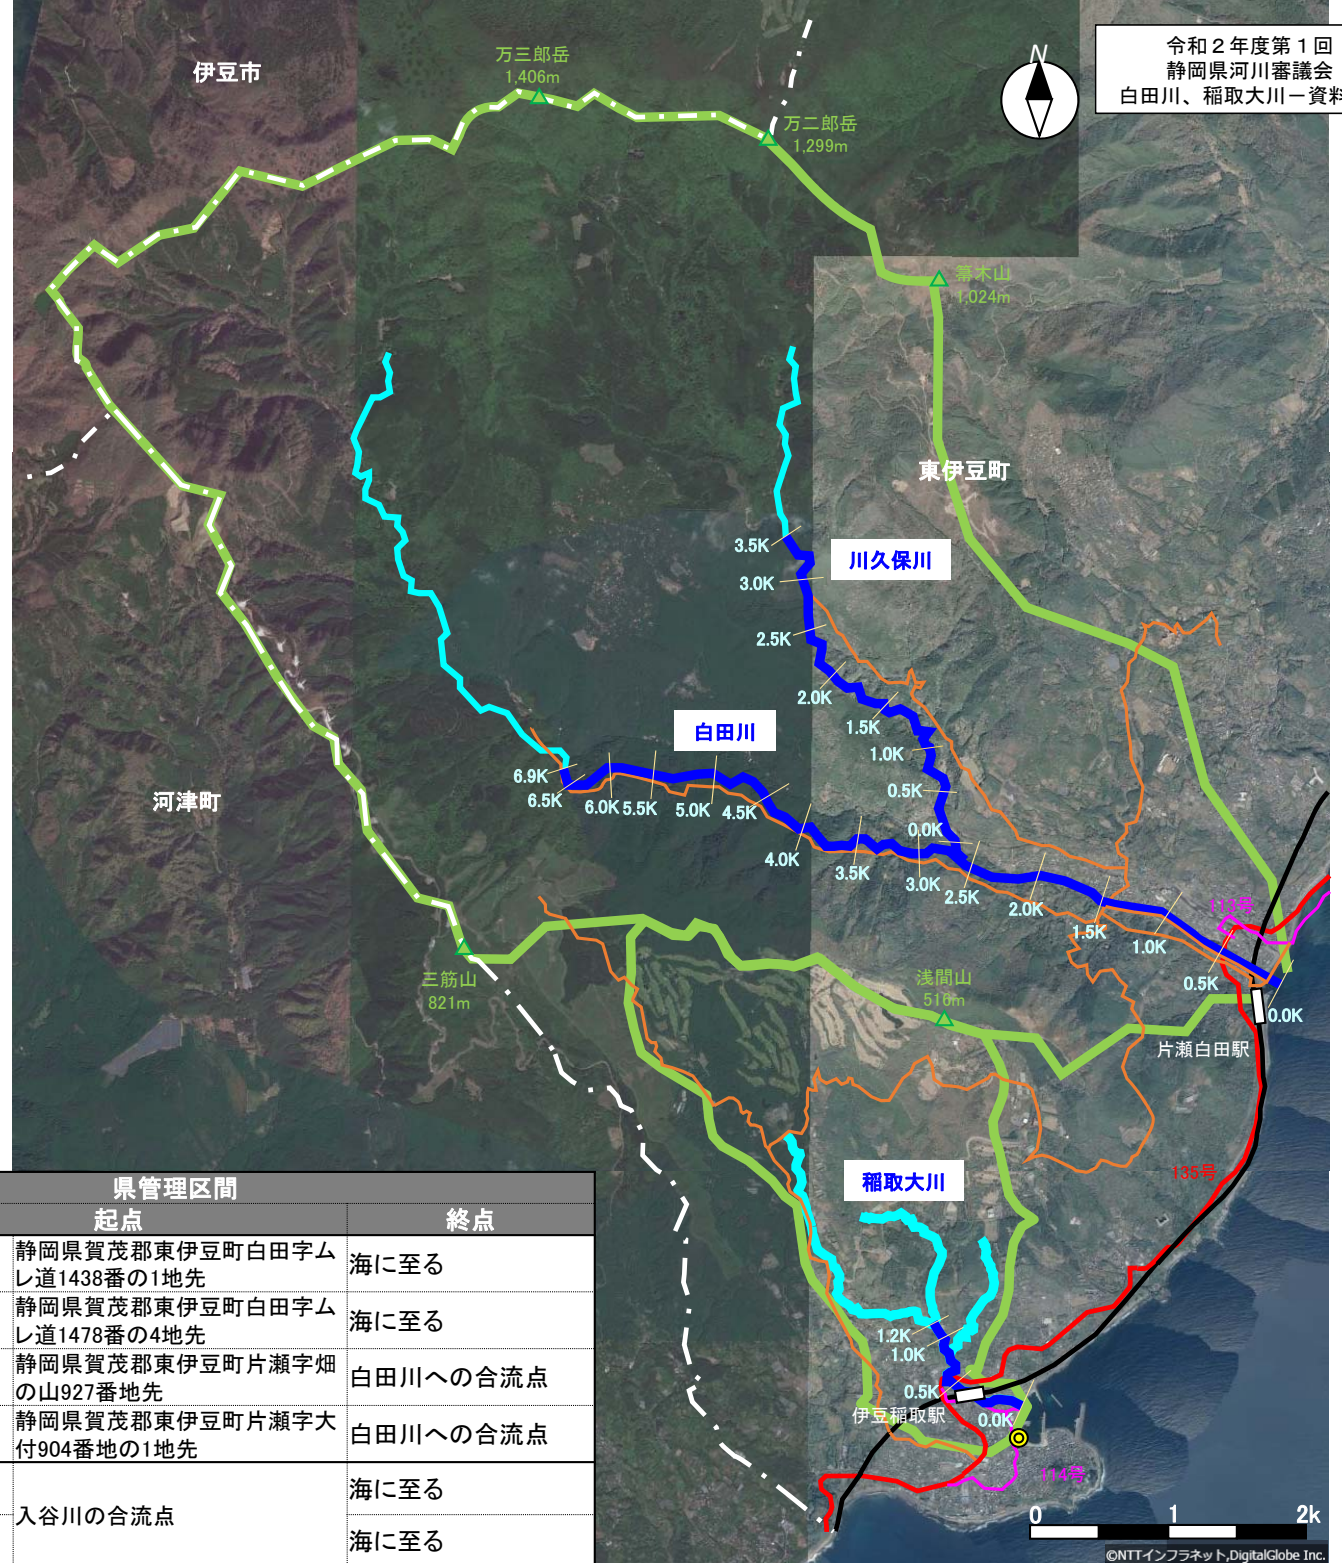 令和２年度第１回
静岡県河川審議会
白田川、稲取大川－資料
N
伊豆市
万三郎岳
1,406m
万二郎岳
1,299m
箒木山
1,024m
東伊豆町
3.5K
川久保川
3.0K
2.5K
2.0K
1.5K
白田川
1.0K
6.9K
6.5K
6.0K
5.5K
5.0K
4.5K
0.5K
河津町
0.0K
4.0K
3.5K
3.0K
2.5K
2.0K
1.5K
1.0K
113号
0.5K
0.0K
三筋山
821m
浅間山
516m
片瀬白田駅
135号
稲取大川
1.2K
1.0K
0.5K
伊豆稲取駅
0.0K
114号
県管理区間
起点
終点
静岡県賀茂郡東伊豆町白田字ム
レ道1438番の1地先
海に至る
静岡県賀茂郡東伊豆町白田字ム
レ道1478番の4地先
海に至る
静岡県賀茂郡東伊豆町片瀬字畑
の山927番地先
白田川への合流点
静岡県賀茂郡東伊豆町片瀬字大
付904番地の1地先
白田川への合流点
入谷川の合流点
海に至る
海に至る
0 1 2k
©NTTインフラネット,DigitalGlobe Inc.